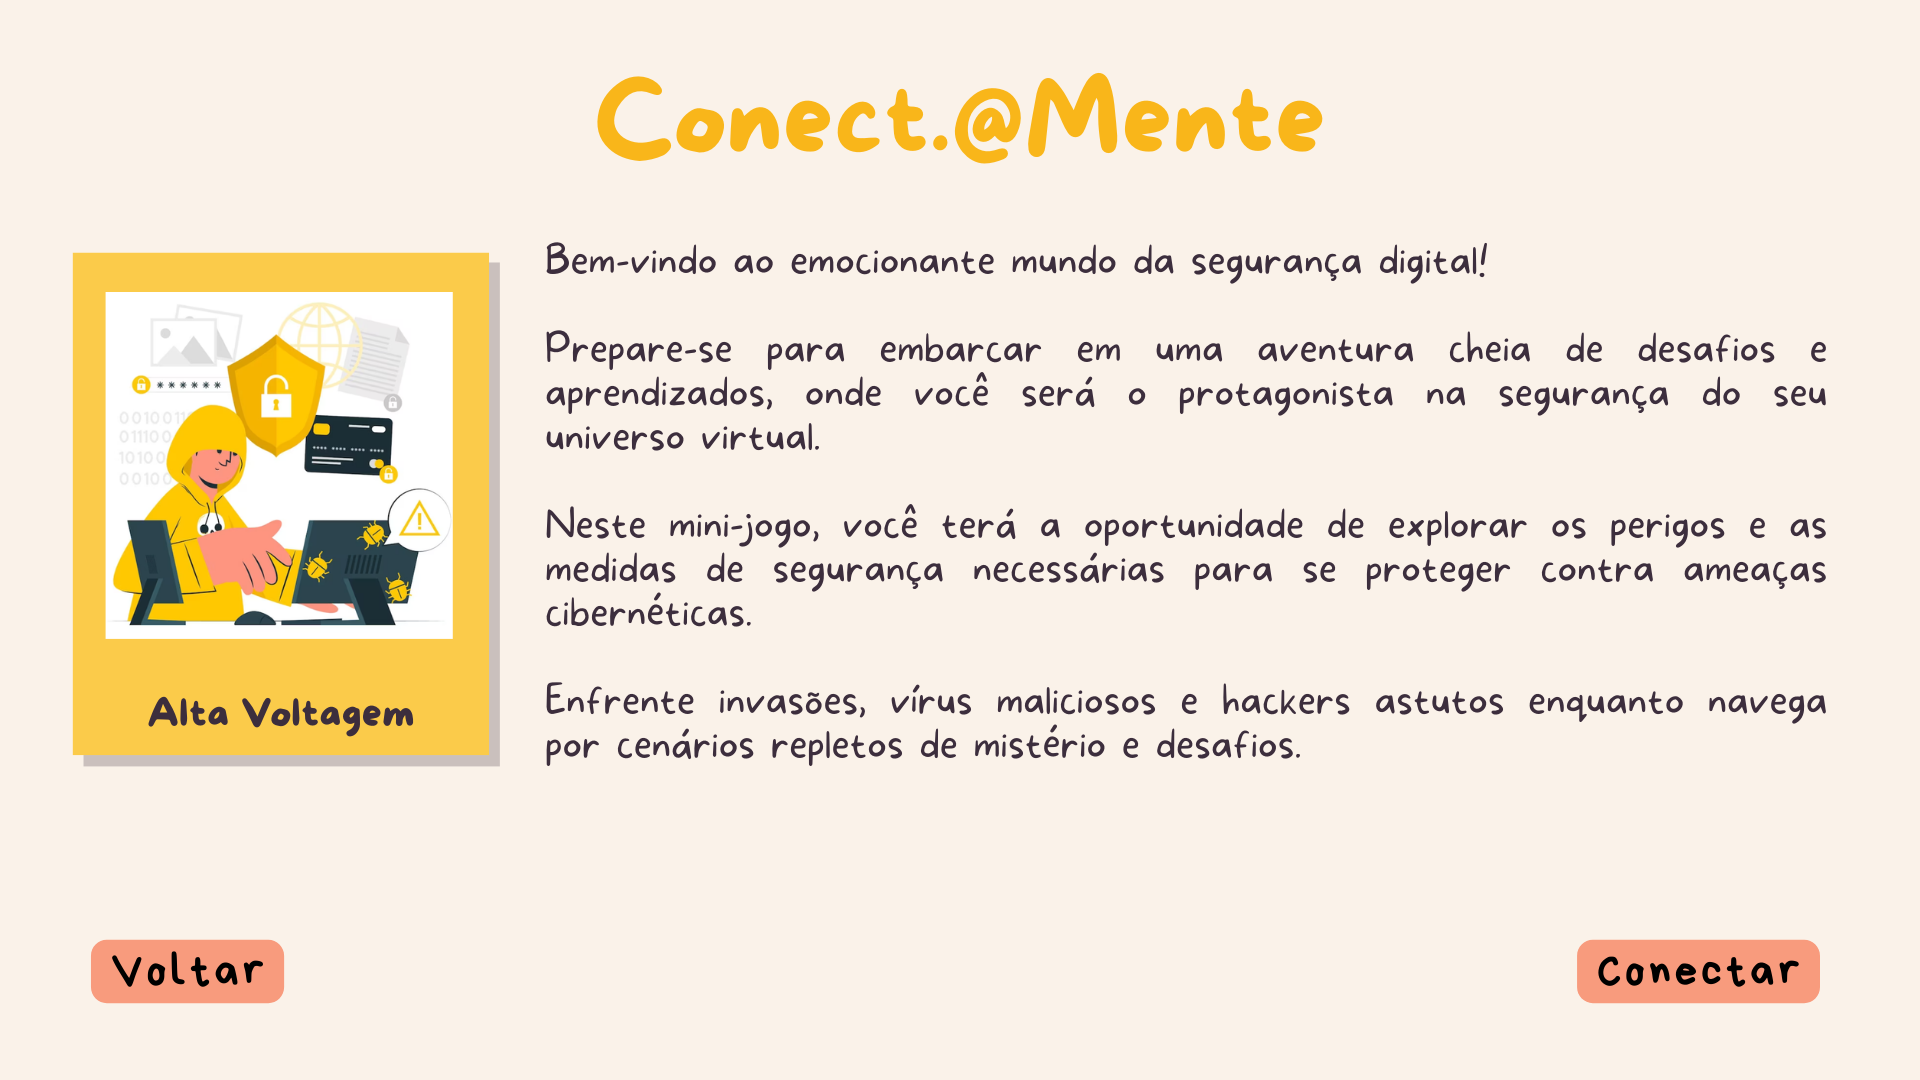 Conect.@Mente
Bem-vindo ao emocionante mundo da segurança digital!
Prepare-se para embarcar em uma aventura cheia de desafios e
aprendizados, onde você será o protagonista na segurança do seu
universo virtual.
Neste mini-jogo, você terá a oportunidade de explorar os perigos e as
medidas de segurança necessárias para se proteger contra ameaças
cibernéticas.
Enfrente invasões, vírus maliciosos e hackers astutos enquanto navega
por cenários repletos de mistério e desafios.
Alta Voltagem
Voltar
Conectar